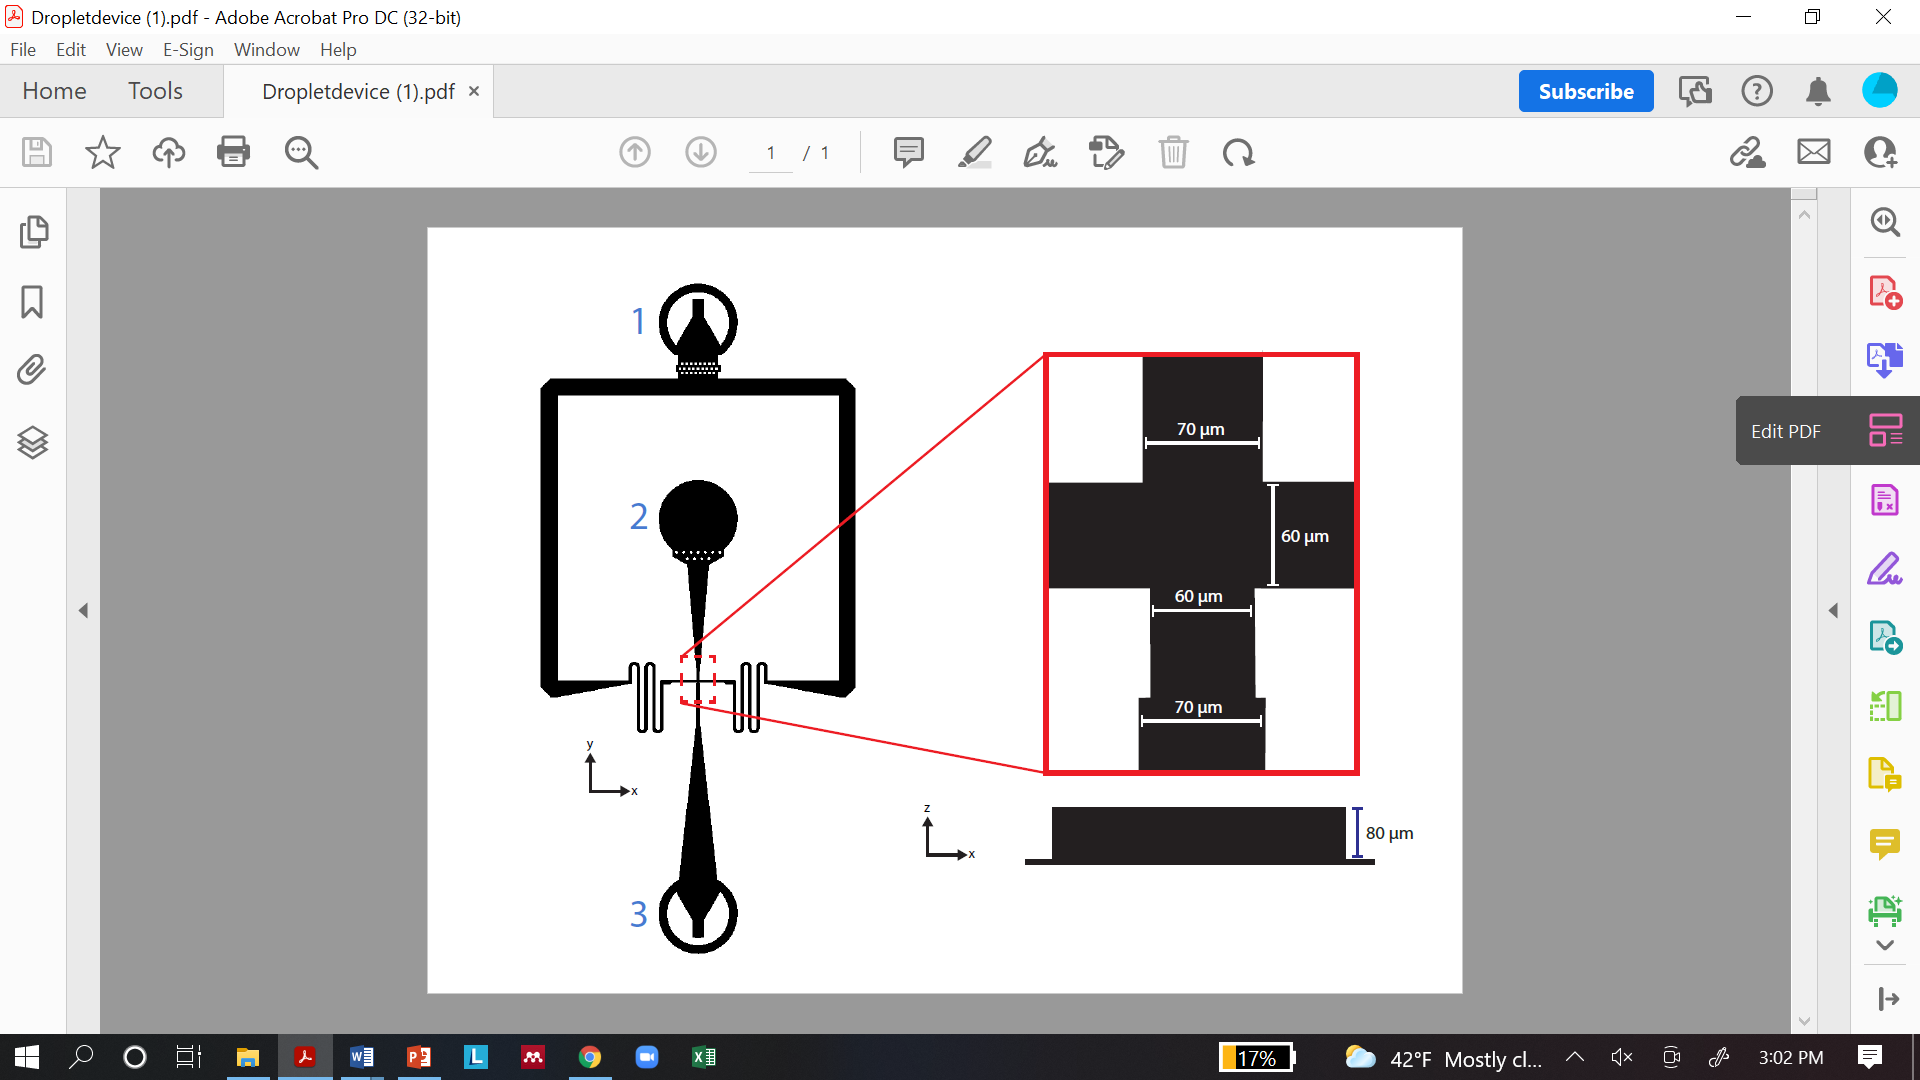 Dropletdevice (1).pdf - Adobe Acrobat Pro DC (32-bit)
File Edit View E-Sign Window Help
Home Tools Dropletdevice (1).pdf × Subscribe
1 / 1
1
2
3
y
x
70 µm
60 µm
60 µm
70 µm
z
x
80 µm
Edit PDF
17% 42°F Mostly cl... 3:02 PM